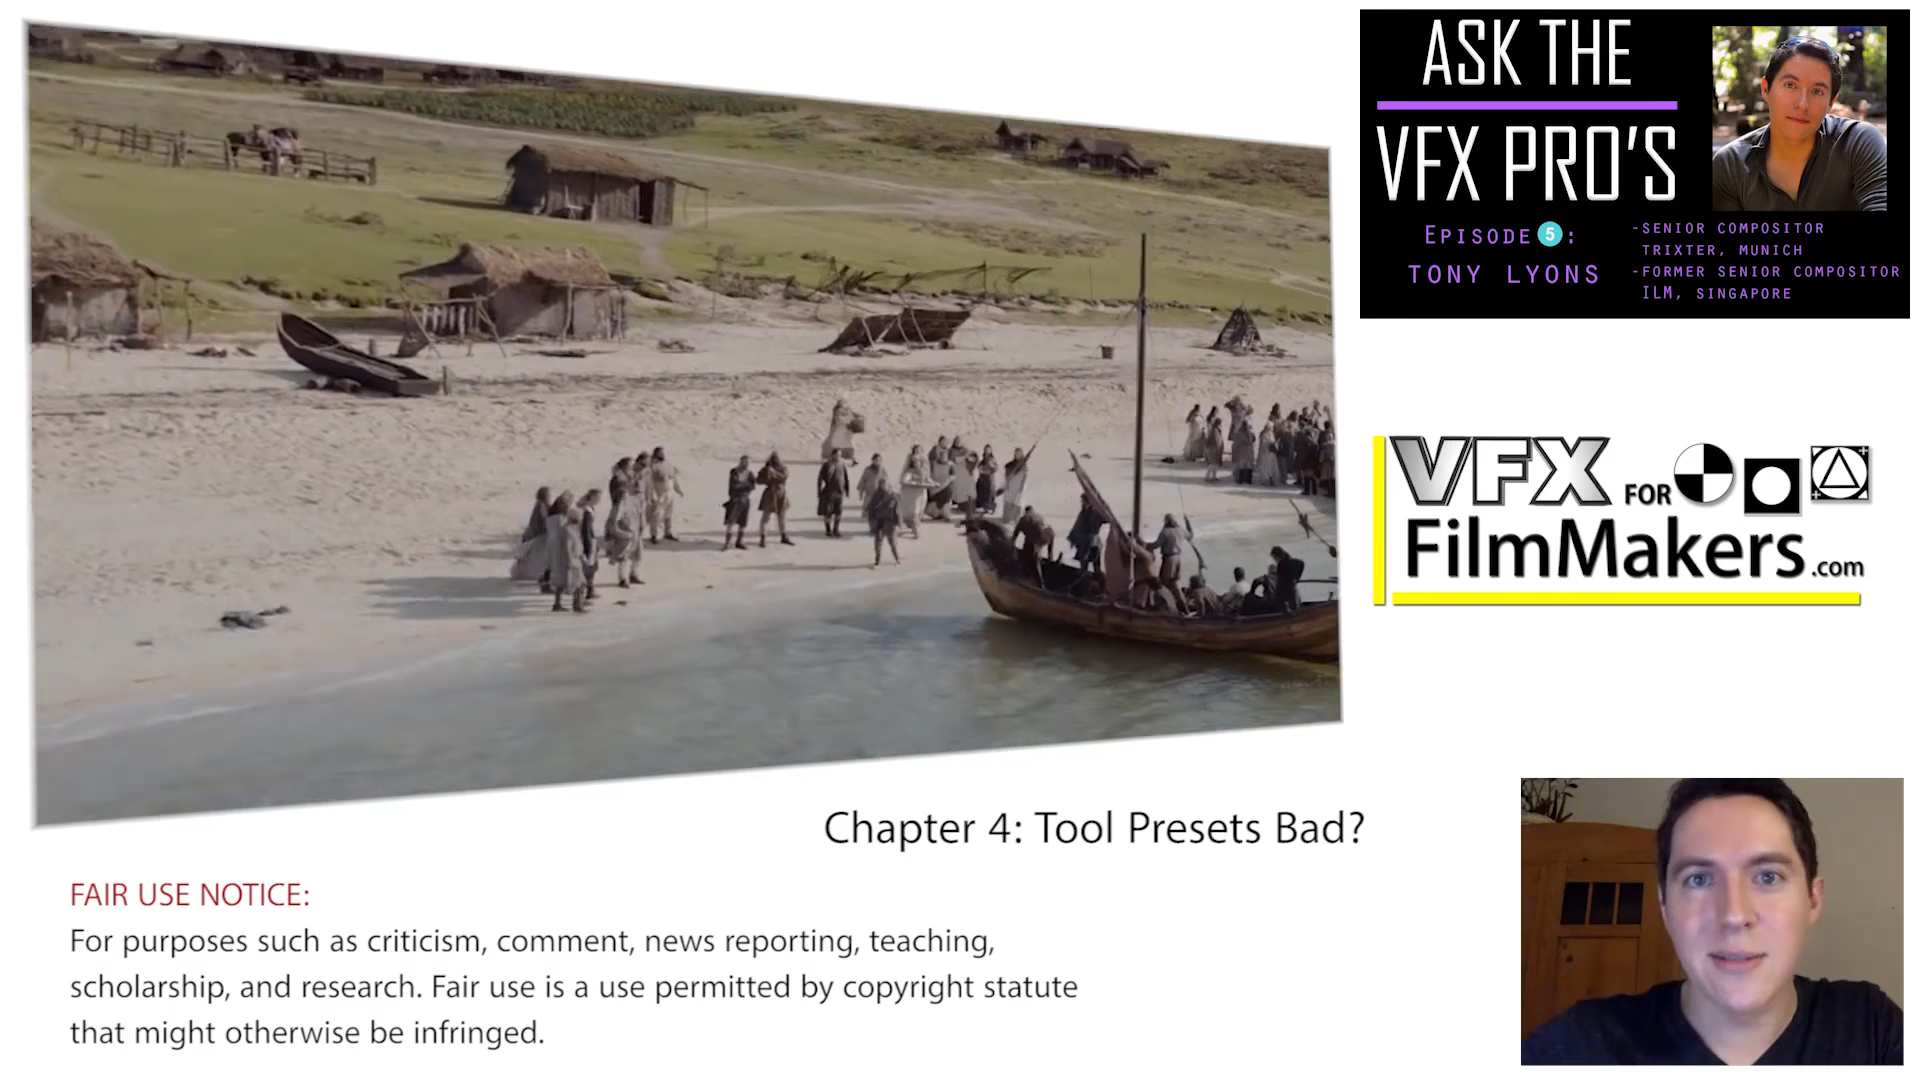 ASK THE
VFX PRO'S
EPISODE 5:
TONY LYONS
-SENIOR COMPOSITOR
TRIXTER, MUNICH
-FORMER SENIOR COMPOSITOR
ILM, SINGAPORE
VFX FOR
FilmMakers.com
Chapter 4: Tool Presets Bad?
FAIR USE NOTICE:
For purposes such as criticism, comment, news reporting, teaching,
scholarship, and research. Fair use is a use permitted by copyright statute
that might otherwise be infringed.